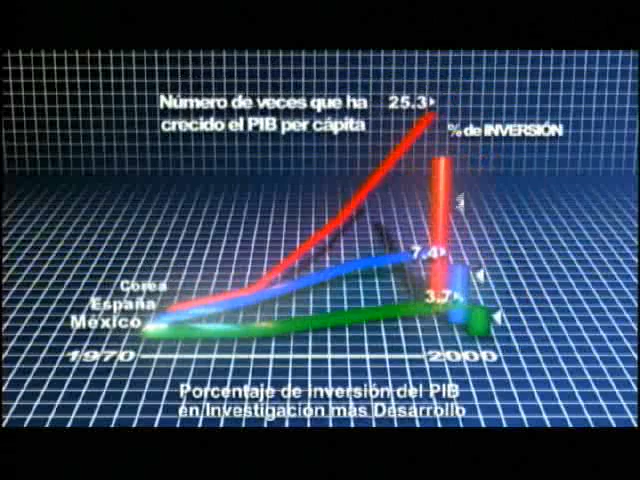 Número de veces que ha
crecido el PIB per cápita
25.3
% de INVERSIÓN
7.4
3.7
Corea
España
México
1970
2000
Porcentaje de inversión del PIB
en Investigación más Desarrollo